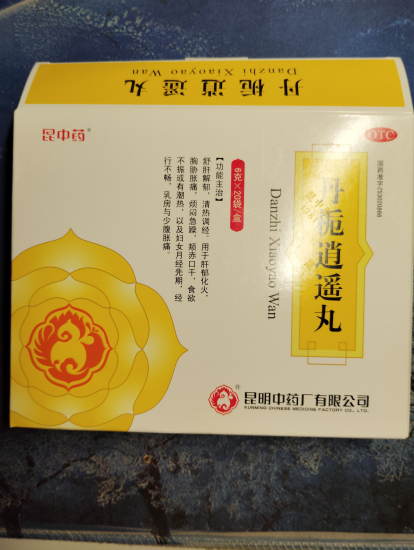 丹栀逍遥丸
Danzhi Xiaoyao Wan
昆中药®
OTC
国药准字
丹栀逍遥丸
Danzhi Xiaoyao Wan
6克×20袋/盒
【功能主治】
舒肝解郁，清热调经。用于肝郁化火，
胸胁胀痛，烦闷急躁，颊赤口干，食欲
不振或有潮热，以及妇女月经先期，经
行不畅，乳房与少腹胀痛。
®
昆明中药厂有限公司
KUNMING CHINESE MEDICINE FACTORY CO., LTD.